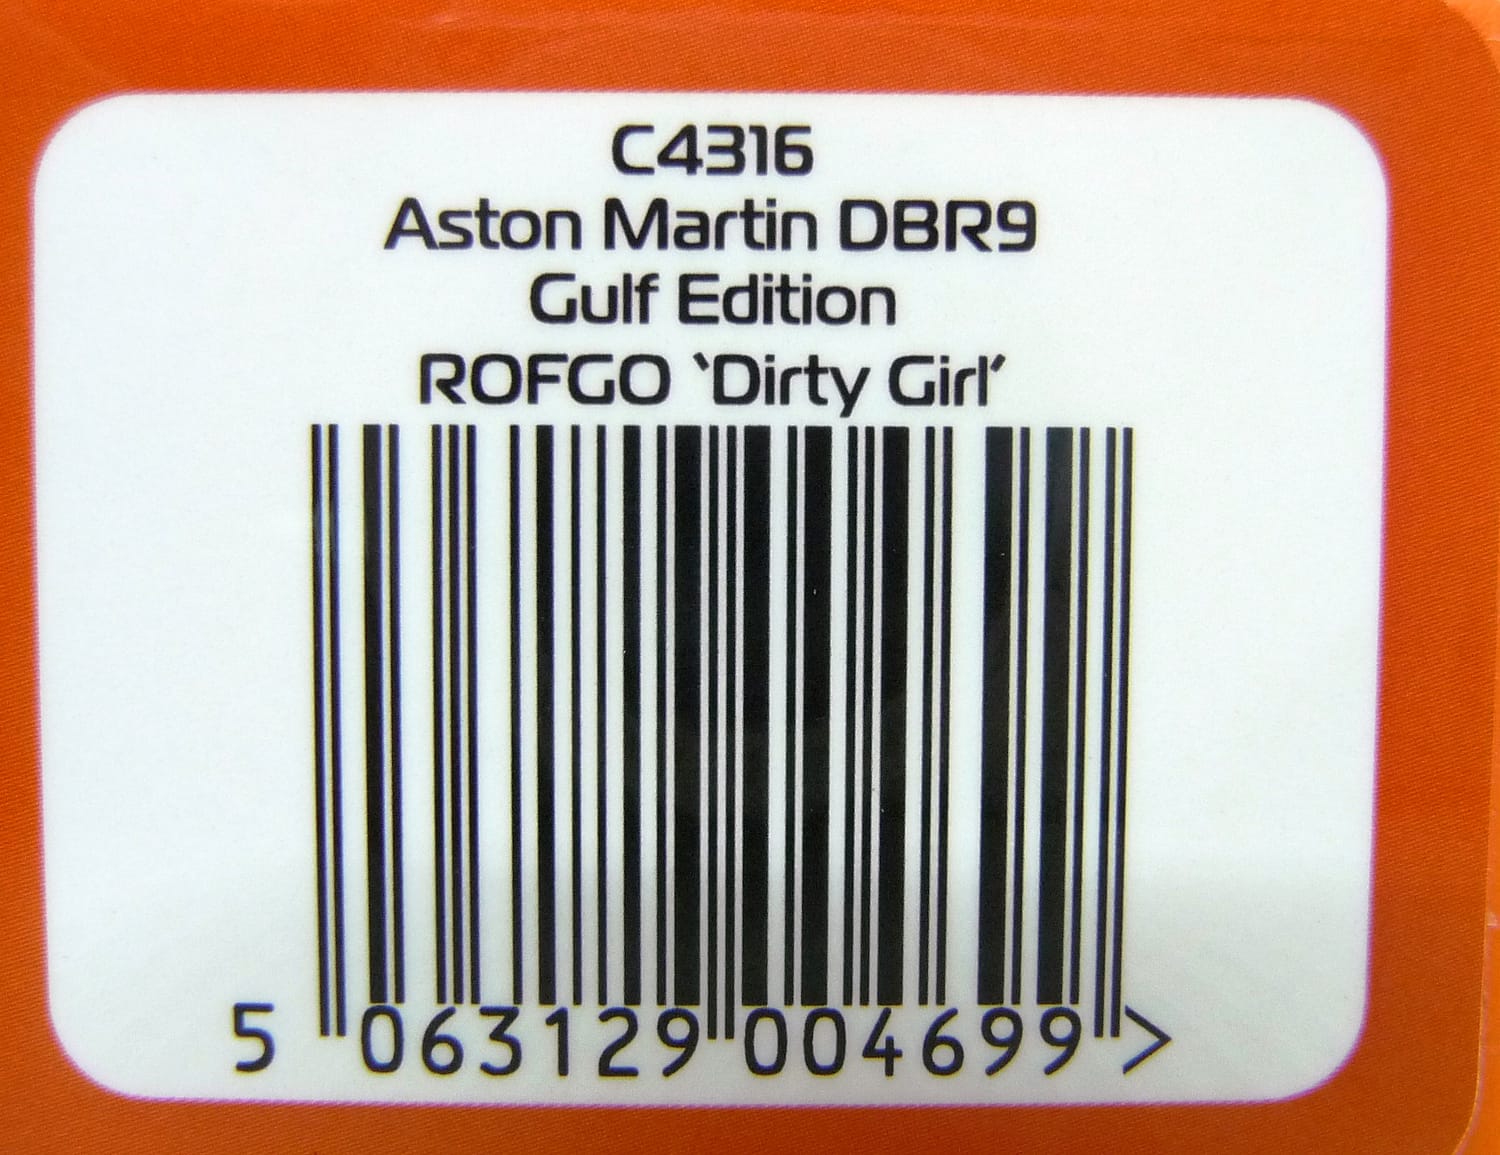 C4316
Aston Martin DBR9
Gulf Edition
ROFGO ‘Dirty Girl’
5 063129 004699 >